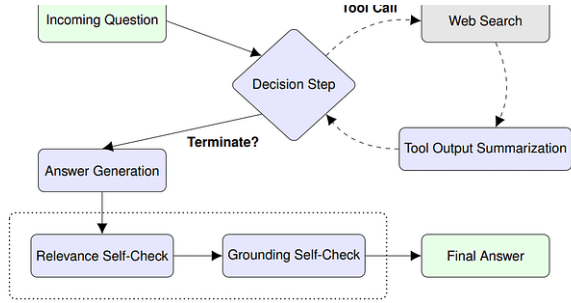 Tool Call
Incoming Question
Web Search
Decision Step
Terminate?
Tool Output Summarization
Answer Generation
Relevance Self-Check
Grounding Self-Check
Final Answer